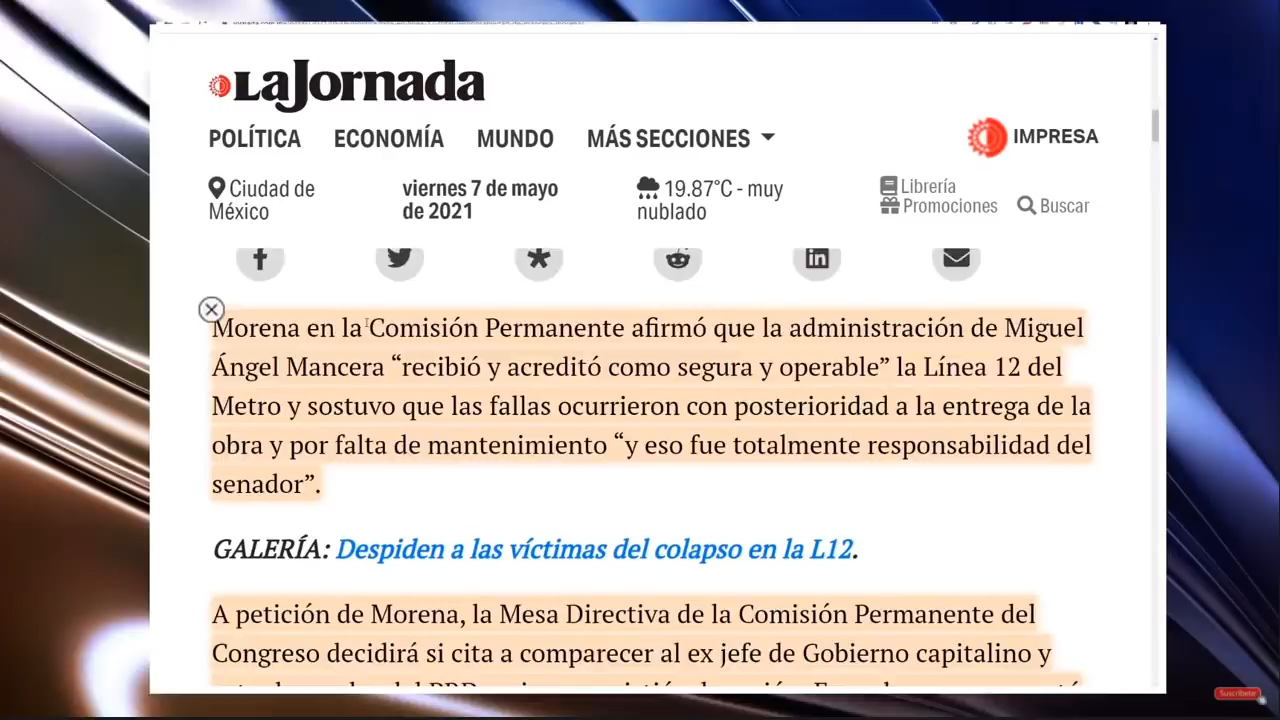 LaJornada
POLÍTICA ECONOMÍA MUNDO MÁS SECCIONES IMPRESA
Ciudad de México
viernes 7 de mayo de 2021
19.87°C - muy nublado
Librería
Promociones
Buscar
Morena en la Comisión Permanente afirmó que la administración de Miguel
Ángel Mancera “recibió y acreditó como segura y operable” la Línea 12 del
Metro y sostuvo que las fallas ocurrieron con posterioridad a la entrega de la
obra y por falta de mantenimiento “y eso fue totalmente responsabilidad del
senador”.
GALERÍA: Despiden a las víctimas del colapso en la L12.
A petición de Morena, la Mesa Directiva de la Comisión Permanente del
Congreso decidirá si cita a comparecer al ex jefe de Gobierno capitalino y
Suscríbete